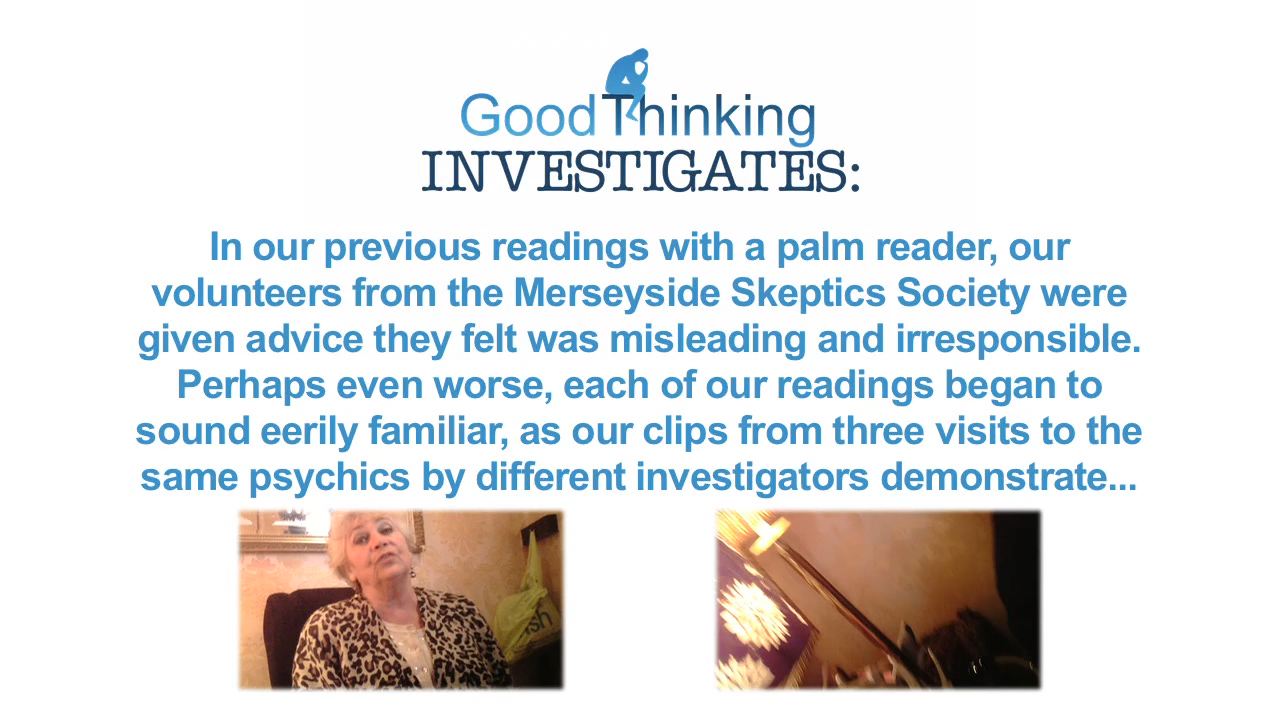 GoodThinking
INVESTIGATES:
In our previous readings with a palm reader, our
volunteers from the Merseyside Skeptics Society were
given advice they felt was misleading and irresponsible.
Perhaps even worse, each of our readings began to
sound eerily familiar, as our clips from three visits to the
same psychics by different investigators demonstrate...